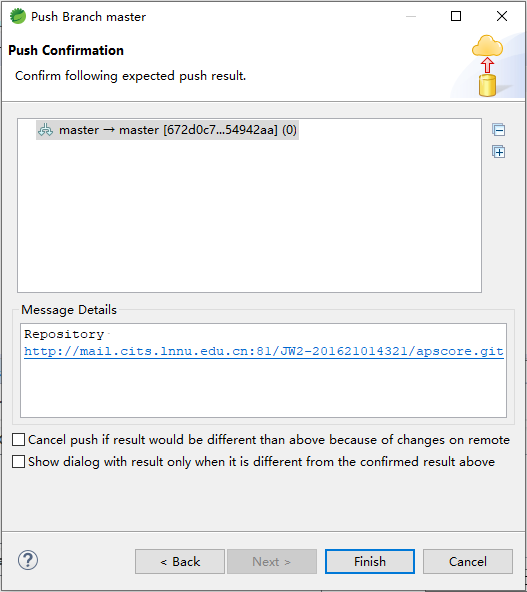 Push Branch master
Push Confirmation
Confirm following expected push result.
master → master [672d0c7...54942aa] (0)
Message Details
Repository
http://mail.cits.lnnu.edu.cn:81/JW2-201621014321/apscore.git
Cancel push if result would be different than above because of changes on remote
Show dialog with result only when it is different from the confirmed result above
?
< Back
Next >
Finish
Cancel